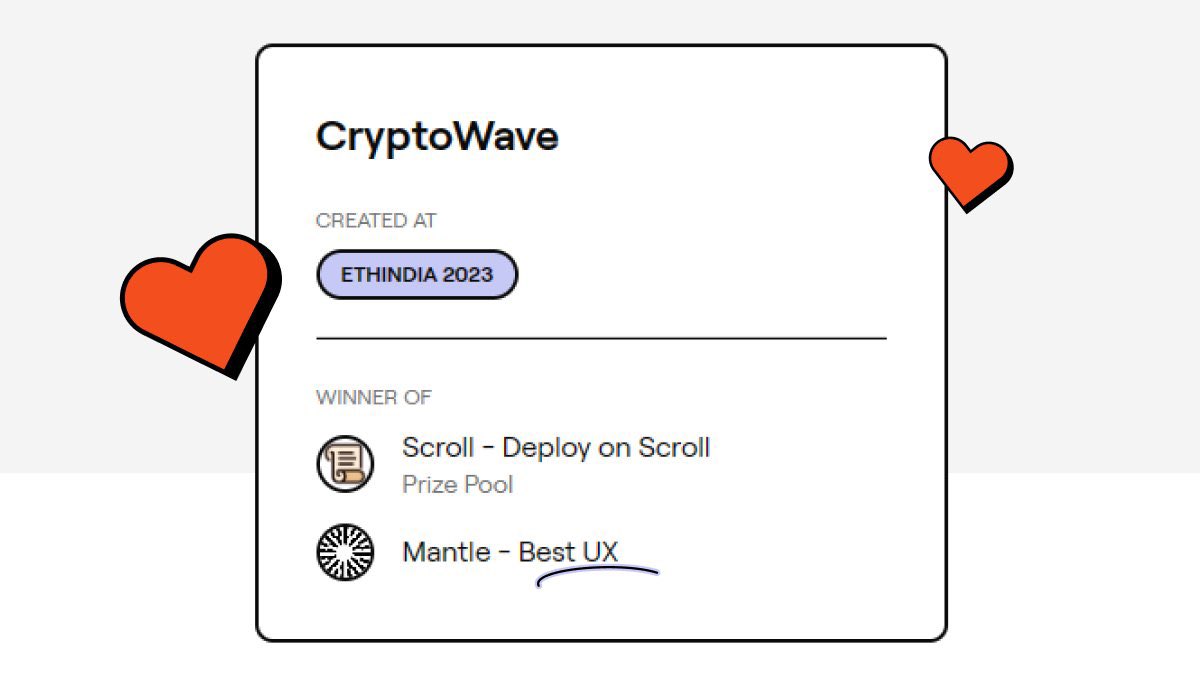 CryptoWave
CREATED AT
ETHINDIA 2023
WINNER OF
Scroll - Deploy on Scroll
Prize Pool
Mantle - Best UX